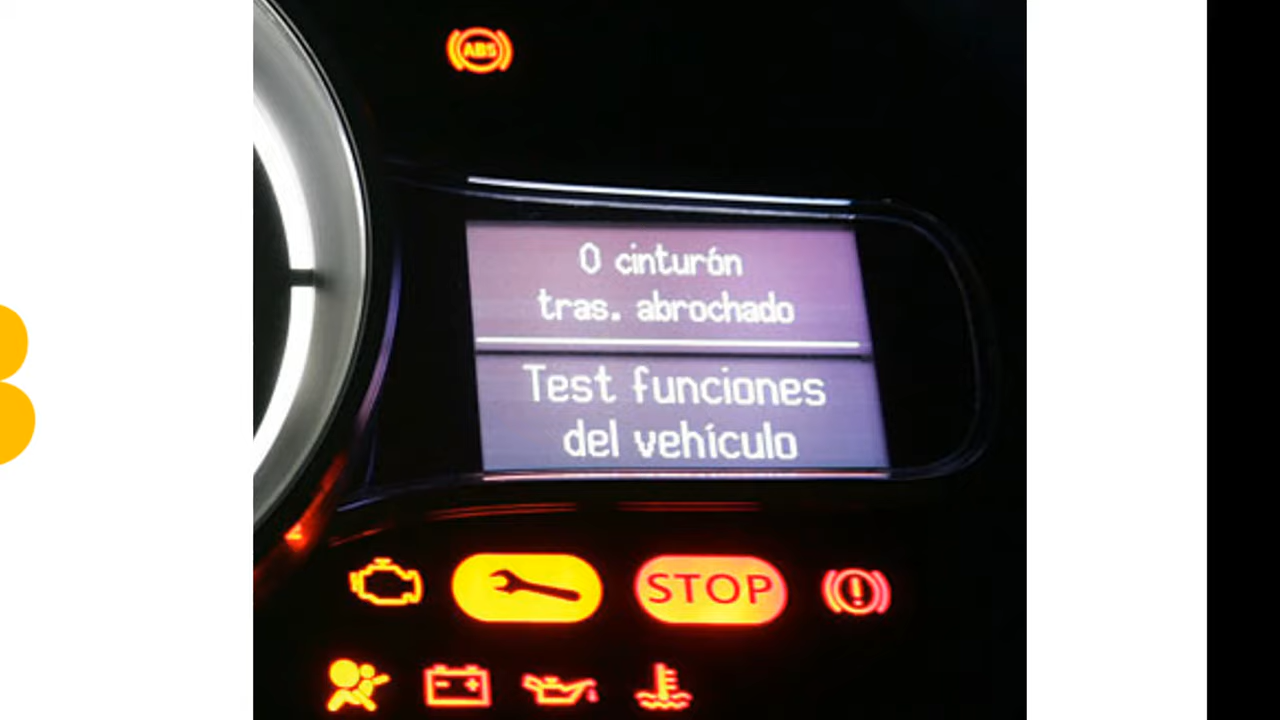 ABS
0 cinturón
tras. abrochado
Test funciones
del vehículo
STOP